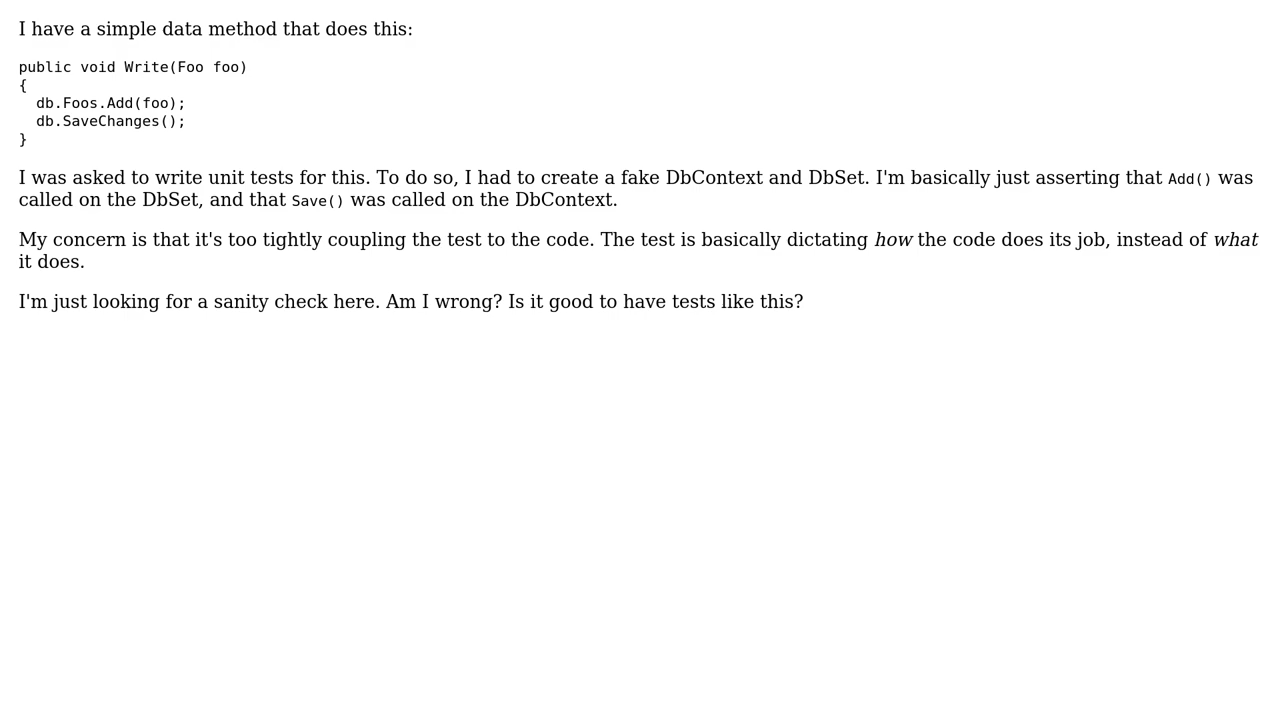 I have a simple data method that does this:
public void Write(Foo foo)
{
  db.Foos.Add(foo);
  db.SaveChanges();
}
I was asked to write unit tests for this. To do so, I had to create a fake DbContext and DbSet. I'm basically just asserting that Add() was
called on the DbSet, and that Save() was called on the DbContext.
My concern is that it's too tightly coupling the test to the code. The test is basically dictating how the code does its job, instead of what
it does.
I'm just looking for a sanity check here. Am I wrong? Is it good to have tests like this?